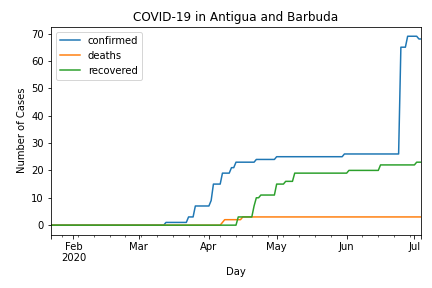 COVID-19 in Antigua and Barbuda
confirmed
deaths
recovered
70
60
50
40
30
20
10
0
Number of Cases
Feb Mar Apr May Jun Jul
2020
Day